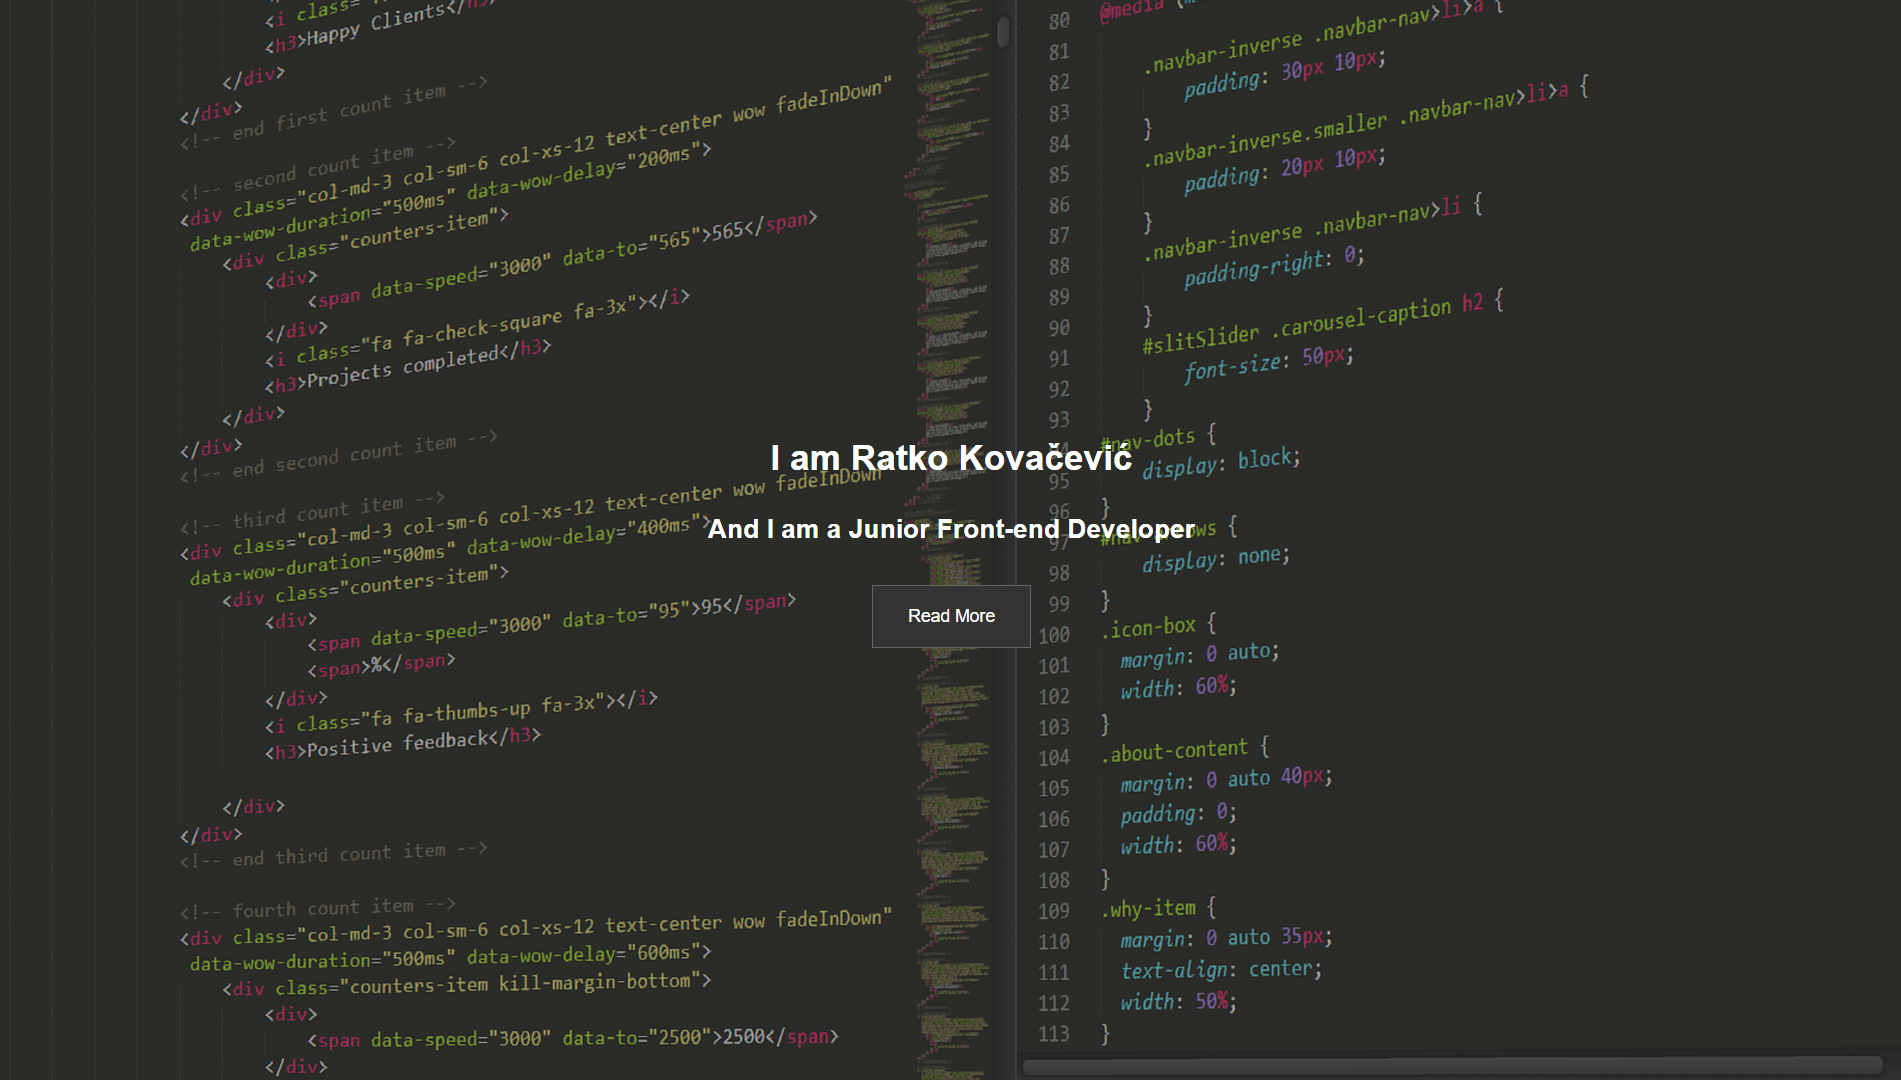 <i class=
<h3>Happy Clients</h3>
</div>
</div>
<!-- end first count item -->
<!-- second count item -->
<div class="col-md-3 col-sm-6 col-xs-12 text-center wow fadeInDown"
data-wow-duration="500ms" data-wow-delay="200ms">
<div class="counters-item">
<div>
<span data-speed="3000" data-to="565">565</span>
</div>
<i class="fa fa-check-square fa-3x"></i>
<h3>Projects completed</h3>
</div>
</div>
<!-- end second count item -->
<!-- third count item -->
<div class="col-md-3 col-sm-6 col-xs-12 text-center wow fadeInDown"
data-wow-duration="500ms" data-wow-delay="400ms">
<div class="counters-item">
<div>
<span data-speed="3000" data-to="95">95</span>
<span>%</span>
</div>
<i class="fa fa-thumbs-up fa-3x"></i>
<h3>Positive feedback</h3>
</div>
</div>
<!-- end third count item -->
<!-- fourth count item -->
<div class="col-md-3 col-sm-6 col-xs-12 text-center wow fadeInDown"
data-wow-duration="500ms" data-wow-delay="600ms">
<div class="counters-item kill-margin-bottom">
<div>
<span data-speed="3000" data-to="2500">2500</span>
</div>
I am Ratko Kovačević
And I am a Junior Front-end Developer
Read More
80 @media
81 .navbar-inverse .navbar-nav>li>a {
82 padding: 30px 10px;
83 }
84 .navbar-inverse.smaller .navbar-nav>li>a {
85 padding: 20px 10px;
86 }
87 .navbar-inverse .navbar-nav>li {
88 padding-right: 0;
89 }
90 #slitSlider .carousel-caption h2 {
91 font-size: 50px;
92 }
93 #nav-dots {
95 display: block;
96 }
97 {
98 display: none;
99 }
100 .icon-box {
101 margin: 0 auto;
102 width: 60%;
103 }
104 .about-content {
105 margin: 0 auto 40px;
106 padding: 0;
107 width: 60%;
108 }
109 .why-item {
110 margin: 0 auto 35px;
111 text-align: center;
112 width: 50%;
113 }